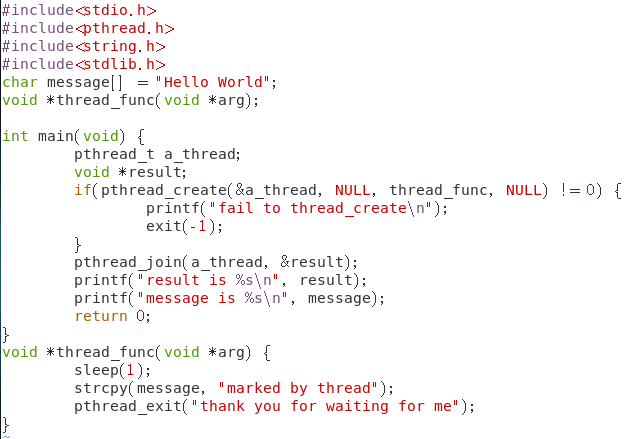 #include<stdio.h>
#include<pthread.h>
#include<string.h>
#include<stdlib.h>
char message[] = "Hello World";
void *thread_func(void *arg);

int main(void) {
        pthread_t a_thread;
        void *result;
        if(pthread_create(&a_thread, NULL, thread_func, NULL) != 0) {
                printf("fail to thread_create\n");
                exit(-1);
        }
        pthread_join(a_thread, &result);
        printf("result is %s\n", result);
        printf("message is %s\n", message);
        return 0;
}
void *thread_func(void *arg) {
        sleep(1);
        strcpy(message, "marked by thread");
        pthread_exit("thank you for waiting for me");
}
~